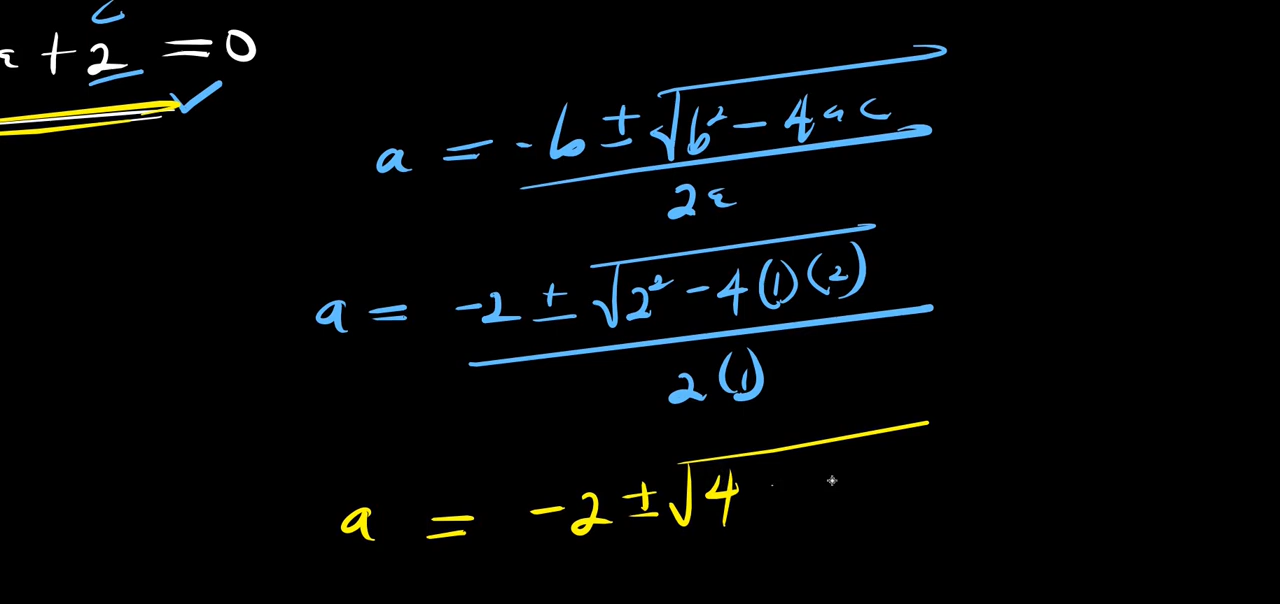 c
a + 2 = 0
a = -b ± √(b² - 4ac) / 2a
a = -2 ± √(2² - 4(1)(2)) / 2(1)
a = -2 ± √4